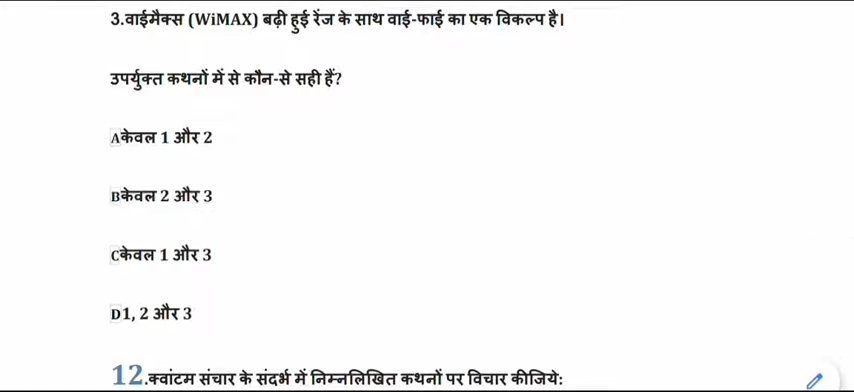 3.वाईमैक्स (WiMAX) बढ़ी हुई रेंज के साथ वाई-फाई का एक विकल्प है।
उपर्युक्त कथनों में से कौन-से सही हैं?
Aकेवल 1 और 2
Bकेवल 2 और 3
Cकेवल 1 और 3
D1, 2 और 3
12.क्वांटम संचार के संदर्भ में निम्नलिखित कथनों पर विचार कीजिये: